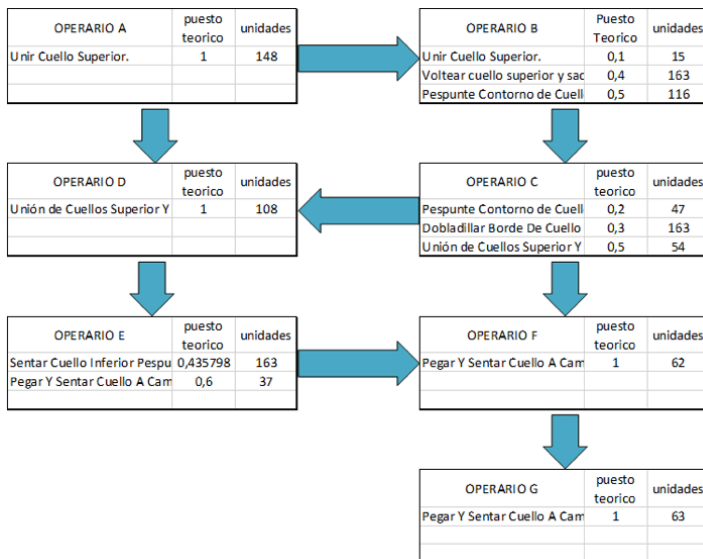 OPERARIO A puesto teorico unidades
Unir Cuello Superior. 1 148
OPERARIO B Puesto Teorico unidades
Unir Cuello Superior. 0,1 15
Voltear cuello superior y sac 0,4 163
Pespunte Contorno de Cuell 0,5 116
OPERARIO D puesto teorico unidades
Unión de Cuellos Superior Y 1 108
OPERARIO C puesto teorico unidades
Pespunte Contorno de Cuell 0,2 47
Dobladillar Borde De Cuello 0,3 163
Unión de Cuellos Superior Y 0,5 54
OPERARIO E puesto teorico unidades
Sentar Cuello Inferior Pespu 0,435798 163
Pegar Y Sentar Cuello A Cam 0,6 37
OPERARIO F puesto teorico unidades
Pegar Y Sentar Cuello A Cam 1 62
OPERARIO G puesto teorico unidades
Pegar Y Sentar Cuello A Cam 1 63